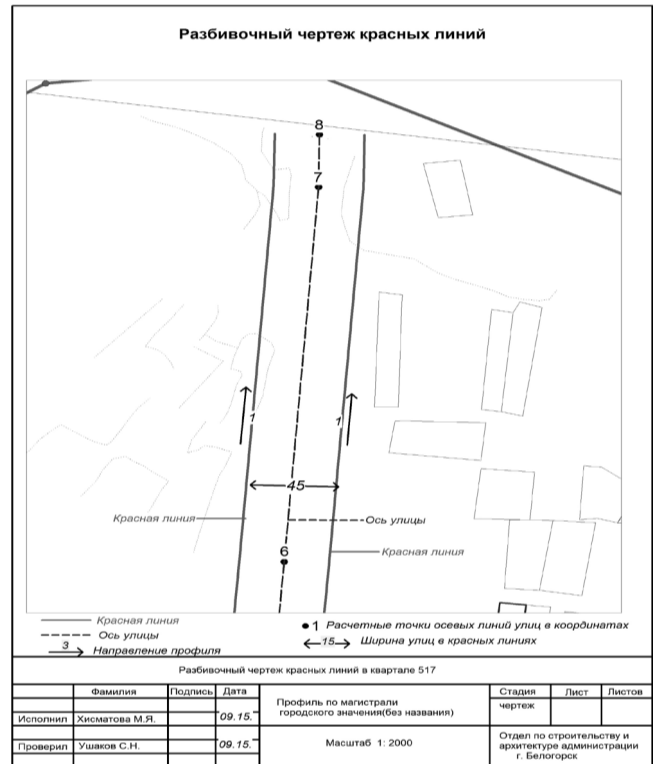 Разбивочный чертеж красных линий
8
7
1
1
45
Красная линия
Ось улицы
6
Красная линия
Красная линия
Ось улицы
3 Направление профиля
1 Расчетные точки осевых линий улиц в координатах
15 Ширина улиц в красных линиях
Разбивочный чертеж красных линий в квартале 517
Фамилия Подпись Дата
Исполнил Хисматова М.Я. 09.15.
Проверил Ушаков С.Н. 09.15.
Профиль по магистрали
городского значения(без названия)
Масштаб 1: 2000
Стадия Лист Листов
чертеж
Отдел по строительству и
архитектуре администрации
г. Белогорск